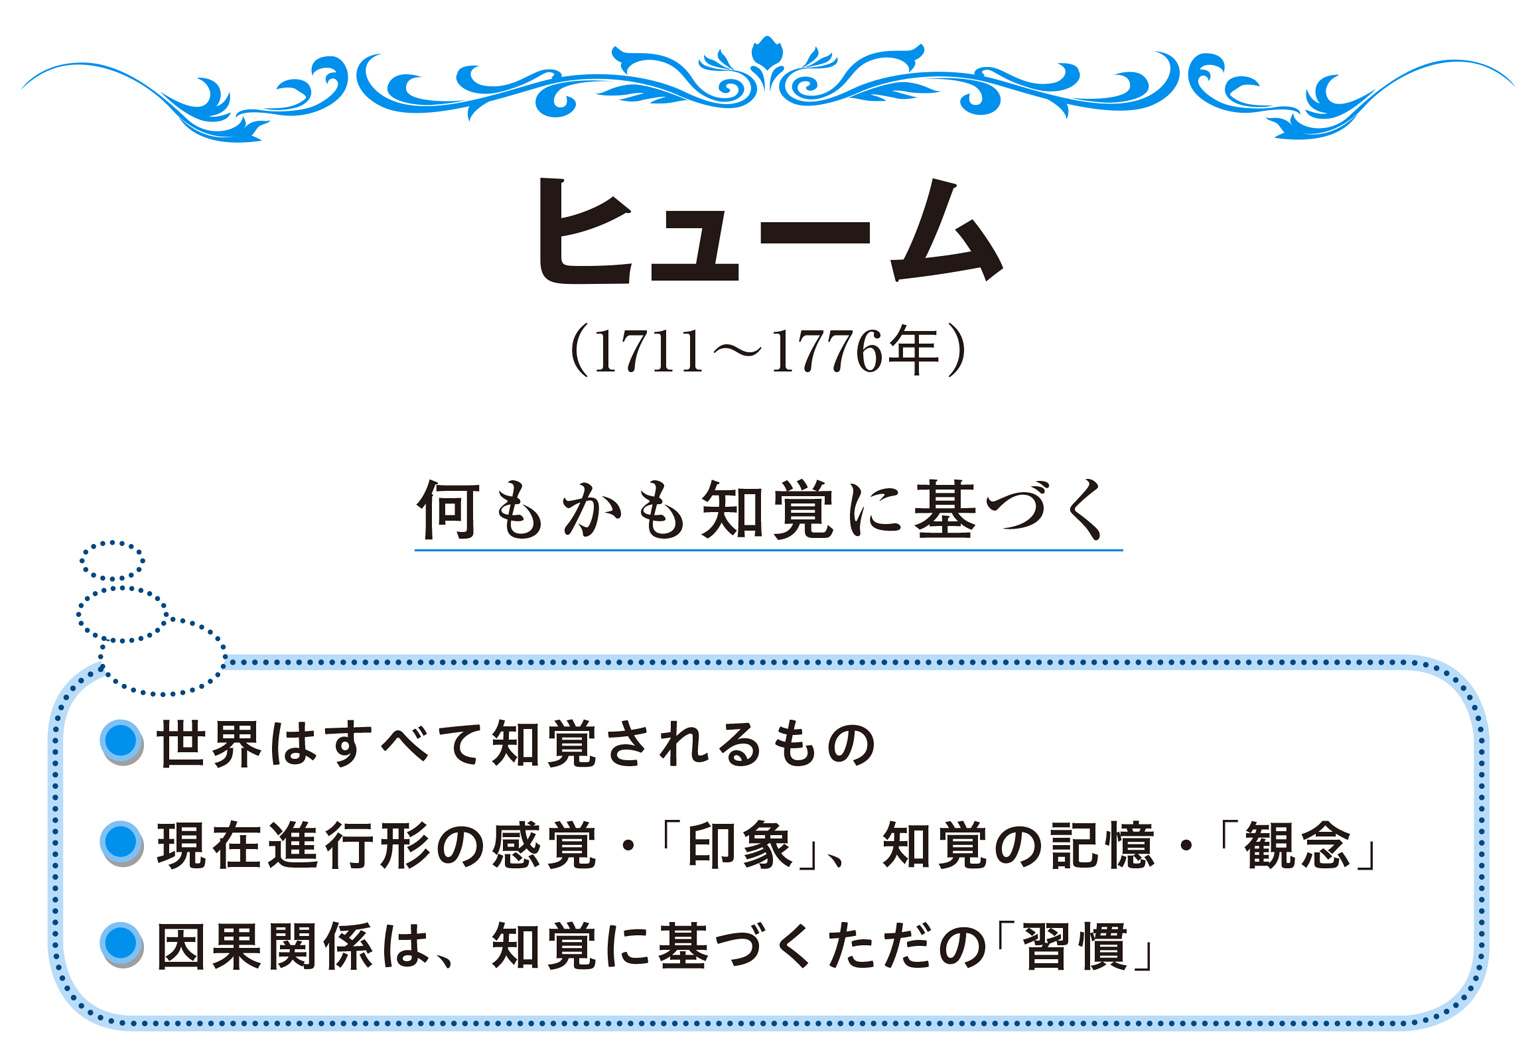 ヒューム
（1711〜1776年）
何もかも知覚に基づく
世界はすべて知覚されるもの
現在進行形の感覚・「印象」、知覚の記憶・「観念」
因果関係は、知覚に基づくただの「習慣」